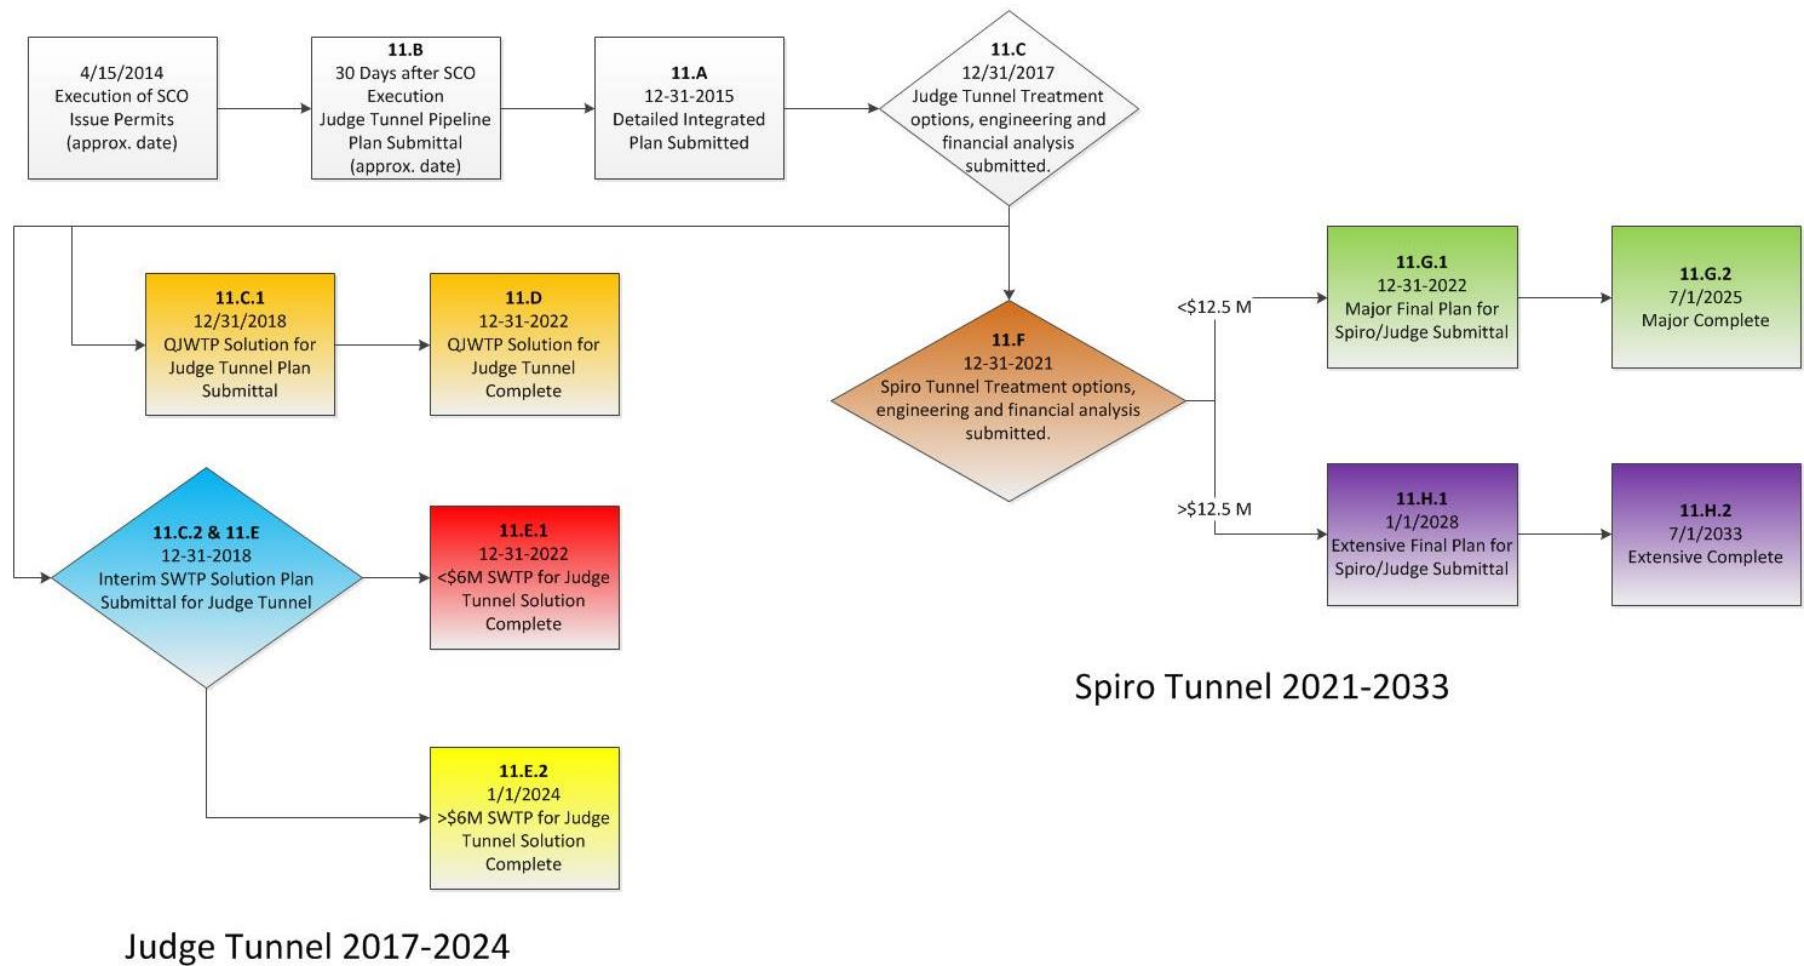 4/15/2014
Execution of SCO
Issue Permits
(approx. date)
11.B
30 Days after SCO
Execution
Judge Tunnel Pipeline
Plan Submittal
(approx. date)
11.A
12-31-2015
Detailed Integrated
Plan Submitted
11.C
12/31/2017
Judge Tunnel Treatment
options, engineering and
financial analysis
submitted.
11.C.1
12/31/2018
QJWTP Solution for
Judge Tunnel Plan
Submittal
11.D
12-31-2022
QJWTP Solution for
Judge Tunnel
Complete
11.C.2 & 11.E
12-31-2018
Interim SWTP Solution Plan
Submittal for Judge Tunnel
11.E.1
12-31-2022
<$6M SWTP for Judge
Tunnel Solution
Complete
11.E.2
1/1/2024
>$6M SWTP for Judge
Tunnel Solution
Complete
Judge Tunnel 2017-2024
11.F
12-31-2021
Spiro Tunnel Treatment options,
engineering and financial analysis
submitted.
<$12.5 M
11.G.1
12-31-2022
Major Final Plan for
Spiro/Judge Submittal
11.G.2
7/1/2025
Major Complete
>$12.5 M
11.H.1
1/1/2028
Extensive Final Plan for
Spiro/Judge Submittal
11.H.2
7/1/2033
Extensive Complete
Spiro Tunnel 2021-2033